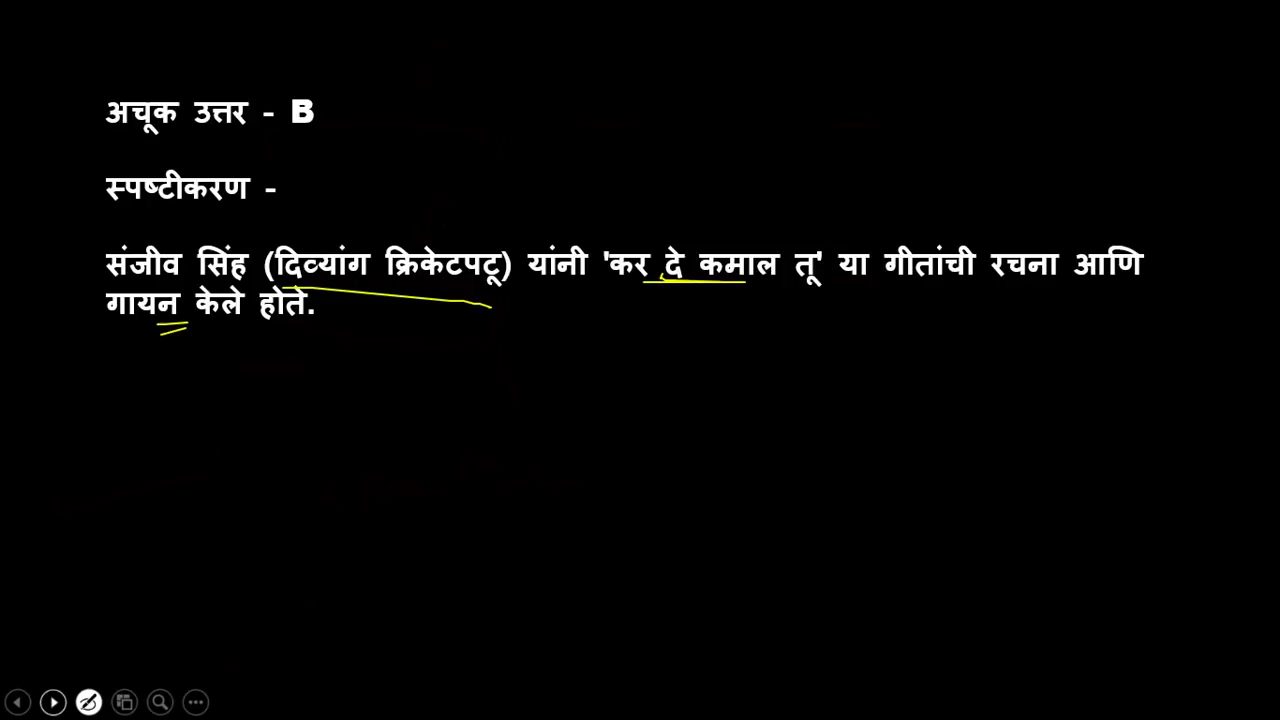 अचूक उत्तर - B
स्पष्टीकरण -
संजीव सिंह (दिव्यांग क्रिकेटपटू) यांनी 'कर दे कमाल तू' या गीतांची रचना आणि
गायन केले होते.